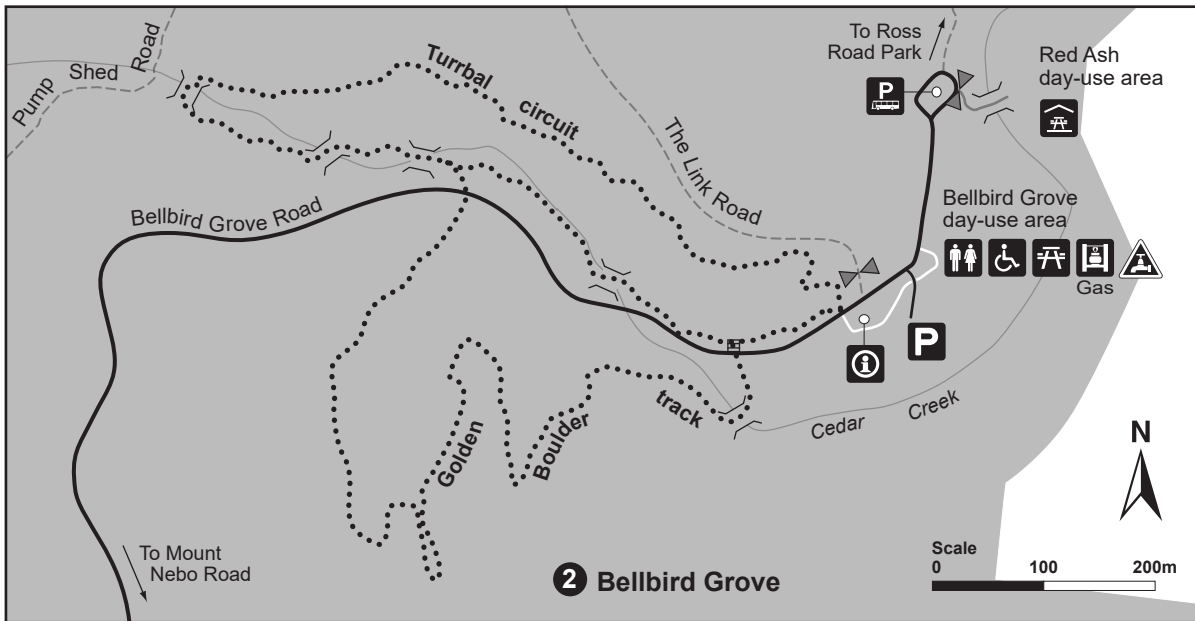 To Ross
Road Park
Red Ash
day-use area
P
Pump Shed Road
Turrbal circuit
The Link Road
Bellbird Grove Road
Bellbird Grove
day-use area
Gas
P
i
Golden Boulder track
Cedar Creek
N
To Mount
Nebo Road
2 Bellbird Grove
Scale
0 100 200m